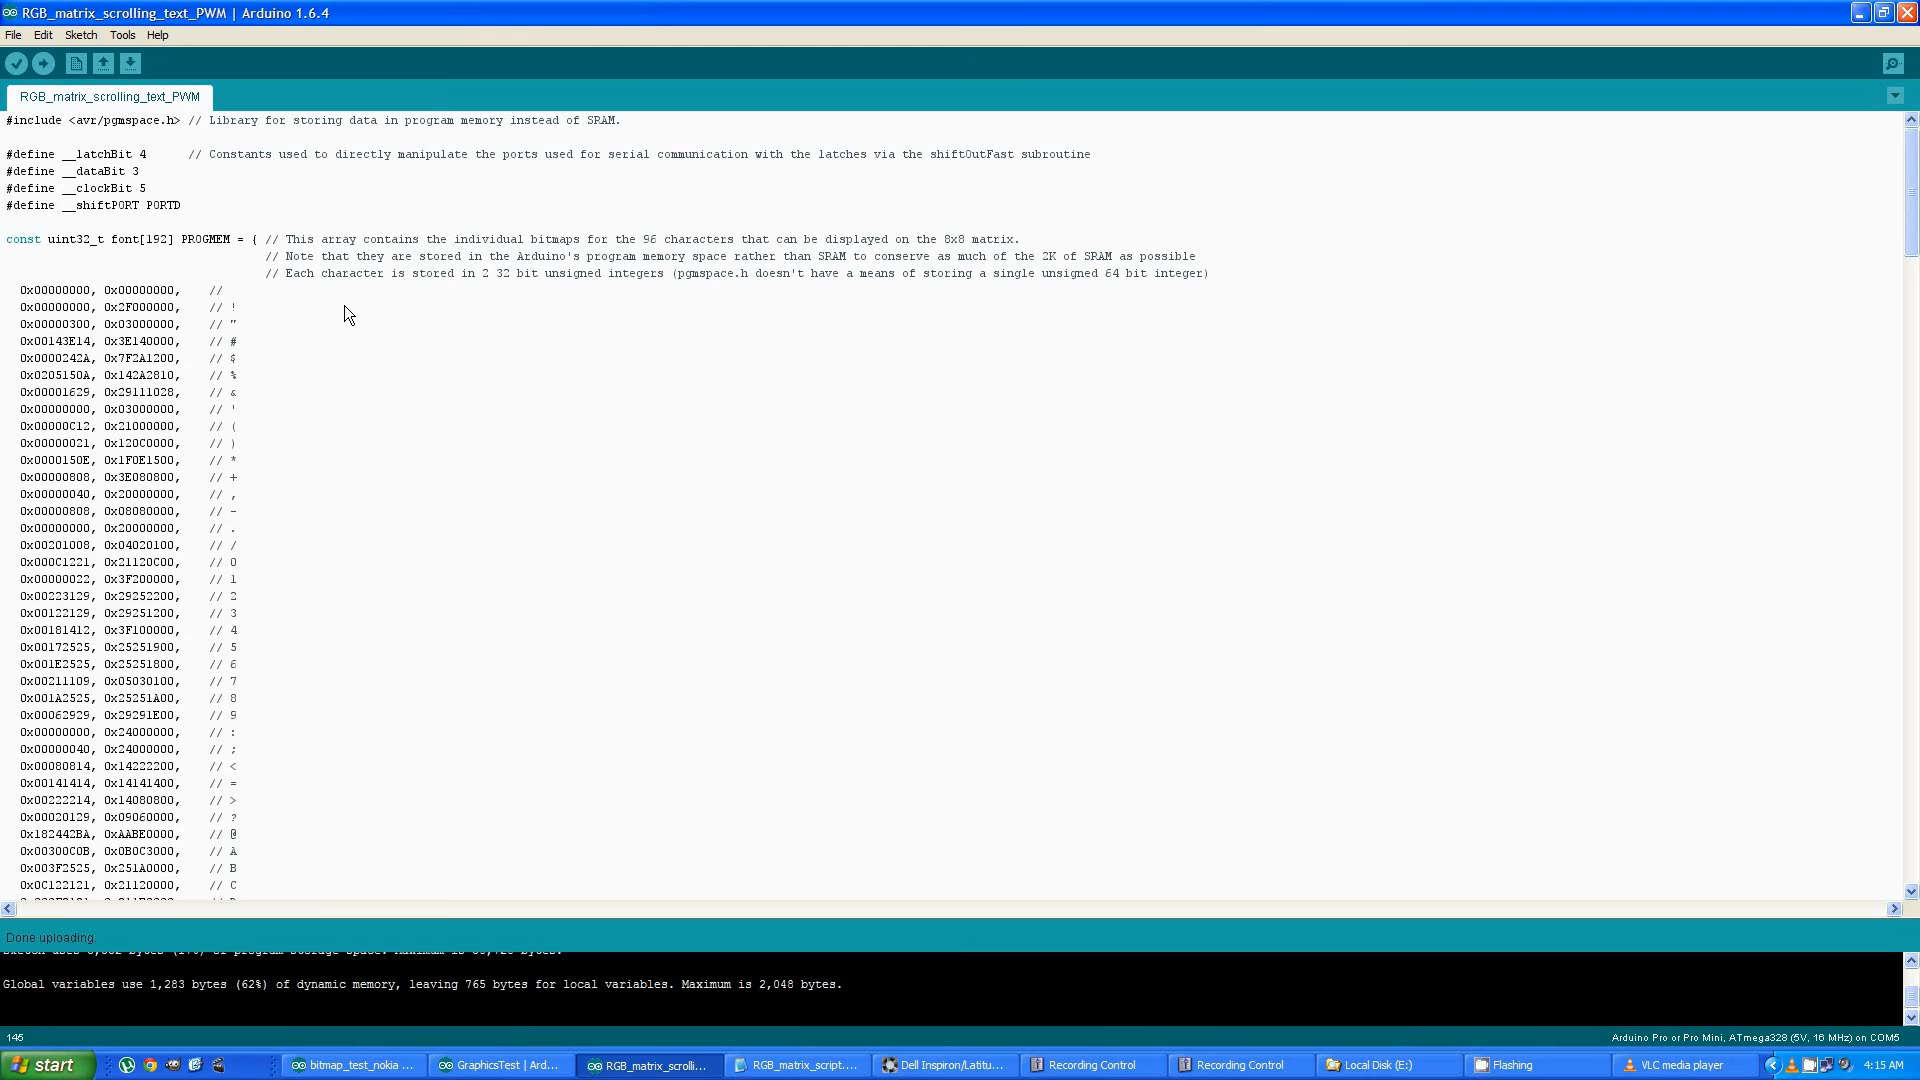 RGB_matrix_scrolling_text_PWM | Arduino 1.6.4
File Edit Sketch Tools Help
RGB_matrix_scrolling_text_PWM
#include <avr/pgmspace.h> // Library for storing data in program memory instead of SRAM.
#define __latchBit 4 // Constants used to directly manipulate the ports used for serial communication with the latches via the shiftOutFast subroutine
#define __dataBit 3
#define __clockBit 5
#define __shiftPORT PORTD
const uint32_t font[192] PROGMEM = { // This array contains the individual bitmaps for the 96 characters that can be displayed on the 8x8 matrix.
// Note that they are stored in the Arduino's program memory space rather than SRAM to conserve as much of the 2K of SRAM as possible
// Each character is stored in 2 32 bit unsigned integers (pgmspace.h doesn't have a means of storing a single unsigned 64 bit integer)
0x00000000, 0x00000000, //
0x00000000, 0x2F000000, // !
0x00000300, 0x03000000, // "
0x00143E14, 0x3E140000, // #
0x0000242A, 0x7F2A1200, // $
0x0205150A, 0x142A2810, // %
0x00001629, 0x29111028, // &
0x00000000, 0x03000000, // '
0x00000C12, 0x21000000, // (
0x00000021, 0x120C0000, // )
0x0000150E, 0x1F0E1500, // *
0x00000808, 0x3E080800, // +
0x00000040, 0x20000000, // ,
0x00000808, 0x08080000, // -
0x00000000, 0x20000000, // .
0x00201008, 0x04020100, // /
0x000C1221, 0x21120C00, // 0
0x00000022, 0x3F200000, // 1
0x00223129, 0x29252200, // 2
0x00122129, 0x29251200, // 3
0x00181412, 0x3F100000, // 4
0x00172525, 0x25251900, // 5
0x001E2525, 0x25251800, // 6
0x00211109, 0x05030100, // 7
0x001A2525, 0x25251A00, // 8
0x00062929, 0x29291E00, // 9
0x00000000, 0x24000000, // :
0x00000040, 0x24000000, // ;
0x00080814, 0x14222200, // <
0x00141414, 0x14141400, // =
0x00222214, 0x14080800, // >
0x00020129, 0x09060000, // ?
0x182442BA, 0xAABE0000, // @
0x00300C0B, 0x0B0C3000, // A
0x003F2525, 0x251A0000, // B
0x0C122121, 0x21120000, // C
Done uploading.
Global variables use 1,283 bytes (62%) of dynamic memory, leaving 765 bytes for local variables. Maximum is 2,048 bytes.
145
Arduino Pro or Pro Mini, ATmega328 (5V, 16 MHz) on COM5
start bitmap_test_nokia ... GraphicsTest | Ard... RGB_matrix_scrolli... RGB_matrix_script.... Dell Inspiron/Latitu... Recording Control Recording Control Local Disk (E:) Flashing VLC media player 4:15 AM